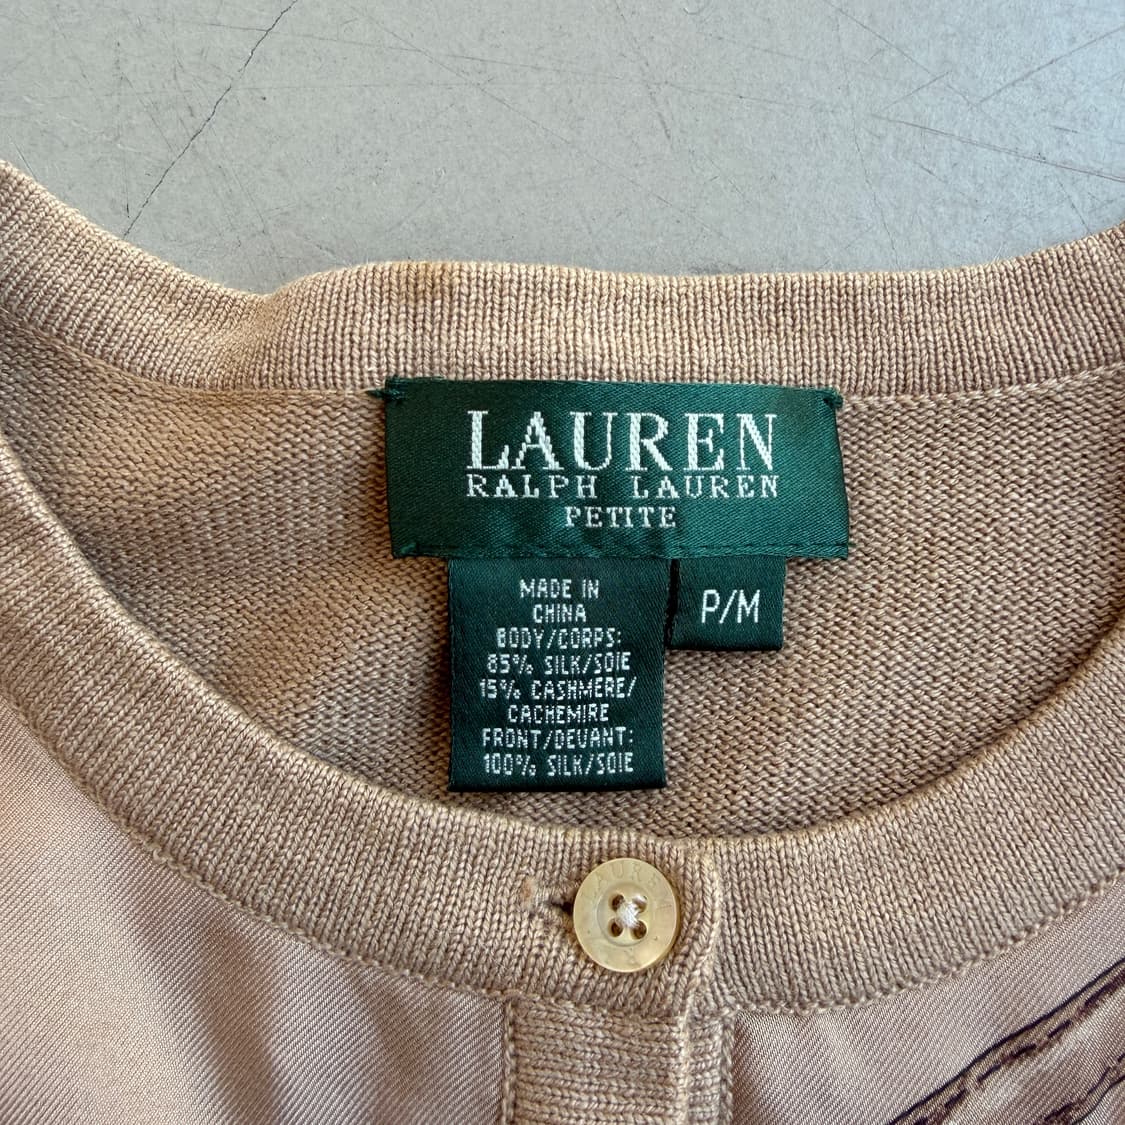 LAUREN
RALPH LAUREN
PETITE
MADE IN
CHINA
BODY/CORPS:
85% SILK/SOIE
15% CASHMERE/
CACHEMIRE
FRONT/DEVANT:
100% SILK/SOIE
P/M
LAUREN